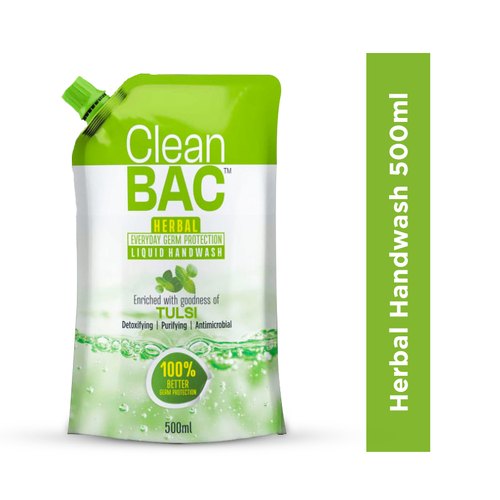 Clean
BAC™
HERBAL
EVERYDAY GERM PROTECTION
LIQUID HANDWASH
Enriched with goodness of
TULSI
Detoxifying | Purifying | Antimicrobial
100%
BETTER
GERM PROTECTION
500ml
Herbal Handwash 500ml